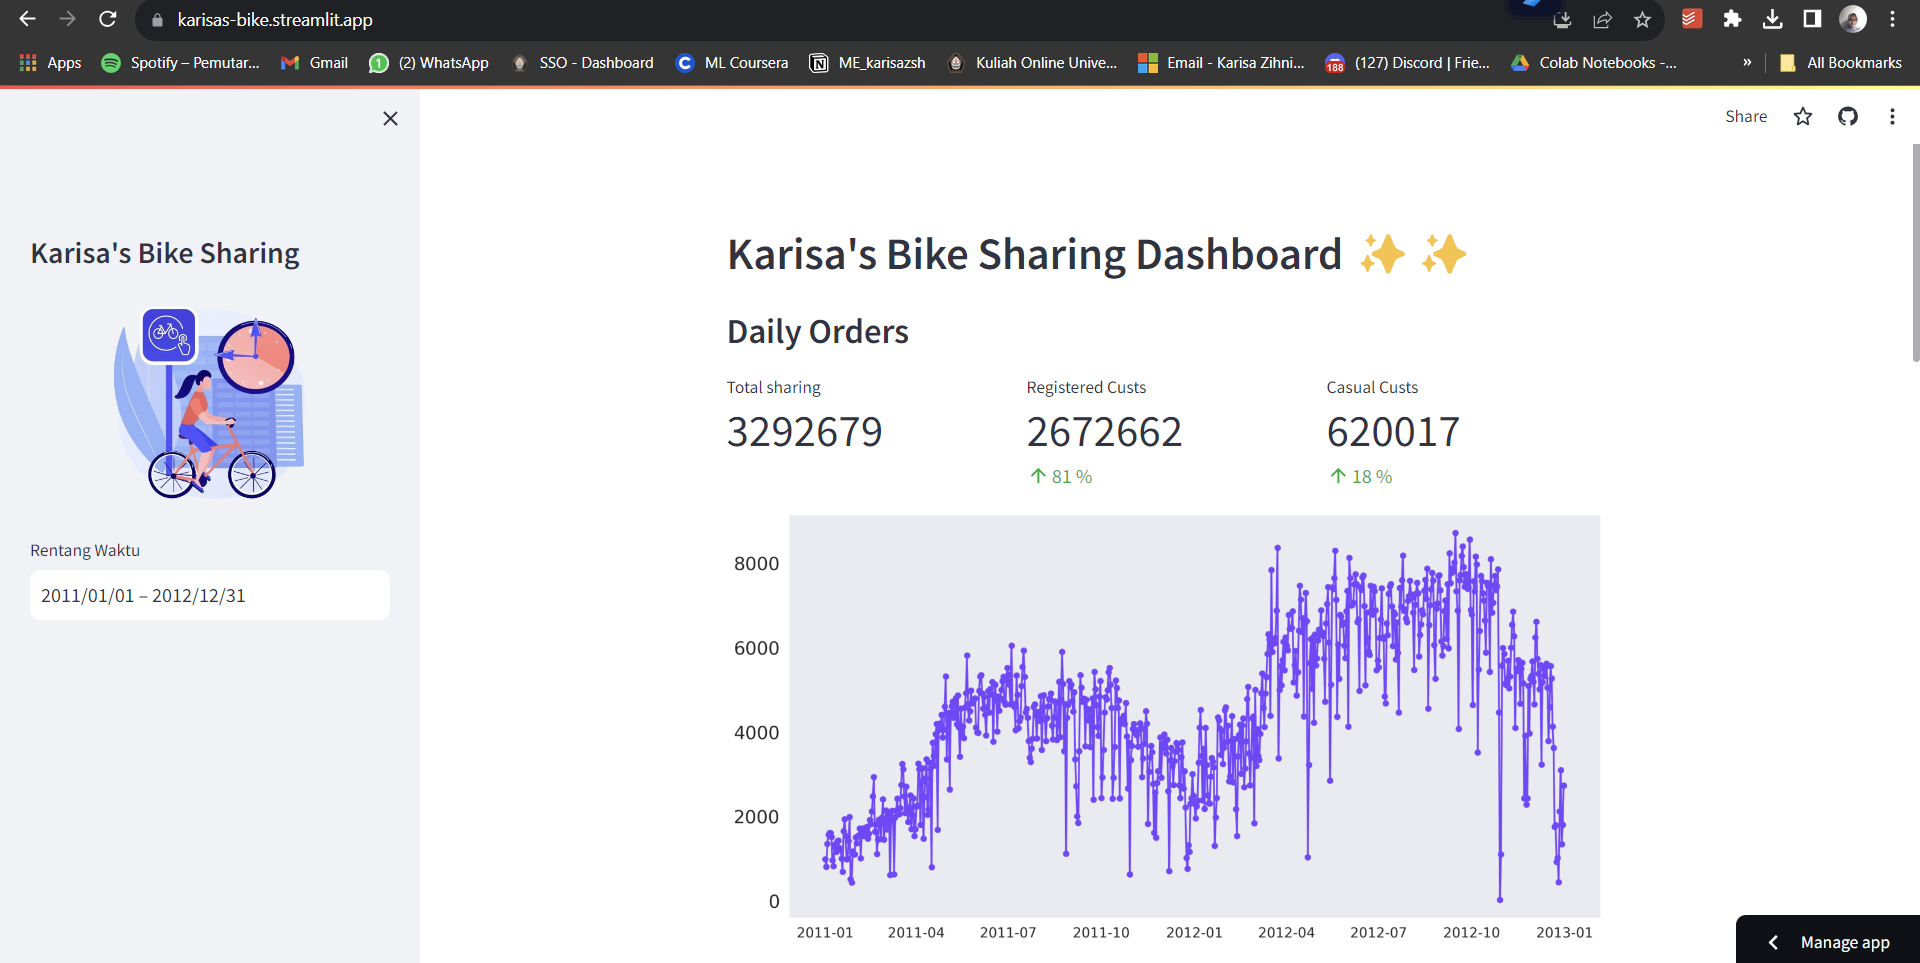 karisas-bike.streamlit.app
Apps Spotify – Pemutar... Gmail (2) WhatsApp SSO - Dashboard ML Coursera ME_karisazsh Kuliah Online Unive... Email - Karisa Zihni... (127) Discord | Frie... Colab Notebooks -... » All Bookmarks
188
Share
Karisa's Bike Sharing
Rentang Waktu
2011/01/01 – 2012/12/31
Karisa's Bike Sharing Dashboard ✨ ✨
Daily Orders
Total sharing Registered Custs Casual Custs
3292679 2672662 620017
↑ 81 % ↑ 18 %
8000
6000
4000
2000
0
2011-01 2011-04 2011-07 2011-10 2012-01 2012-04 2012-07 2012-10 2013-01
Manage app